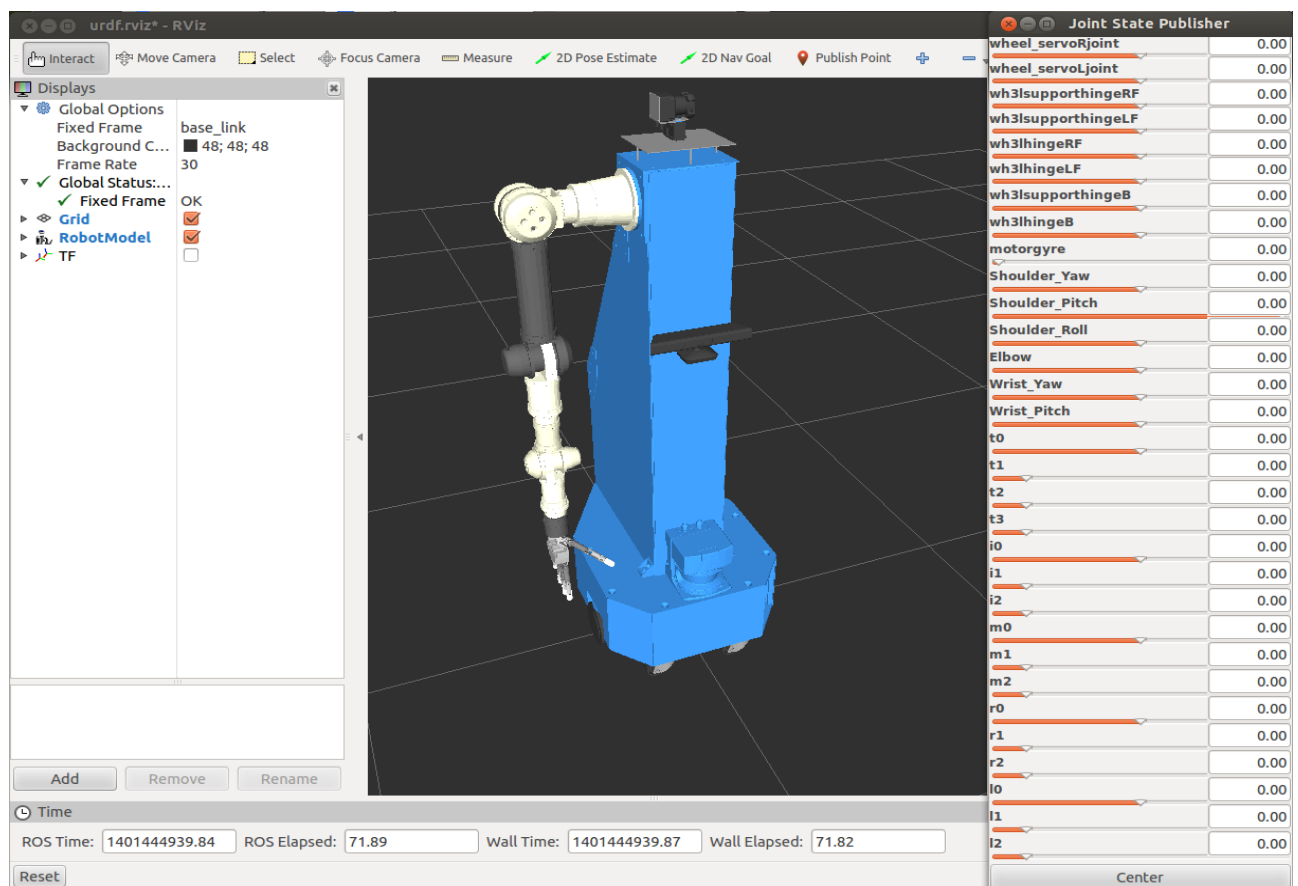 urdf.rviz* - RViz
Interact Move Camera Select Focus Camera Measure 2D Pose Estimate 2D Nav Goal Publish Point
Displays
Global Options
Fixed Frame base_link
Background C... 48; 48; 48
Frame Rate 30
Global Status:...
Fixed Frame OK
Grid
RobotModel
TF
Add Remove Rename
Time
ROS Time: 1401444939.84 ROS Elapsed: 71.89 Wall Time: 1401444939.87 Wall Elapsed: 71.82
Reset
Joint State Publisher
wheel_servoRjoint 0.00
wheel_servoLjoint 0.00
wh3lsupporthingeRF 0.00
wh3lsupporthingeLF 0.00
wh3lhingeRF 0.00
wh3lhingeLF 0.00
wh3lsupporthingeB 0.00
wh3lhingeB 0.00
motorgyre 0.00
Shoulder_Yaw 0.00
Shoulder_Pitch 0.00
Shoulder_Roll 0.00
Elbow 0.00
Wrist_Yaw 0.00
Wrist_Pitch 0.00
t0 0.00
t1 0.00
t2 0.00
t3 0.00
i0 0.00
i1 0.00
i2 0.00
m0 0.00
m1 0.00
m2 0.00
r0 0.00
r1 0.00
r2 0.00
l0 0.00
l1 0.00
l2 0.00
Center